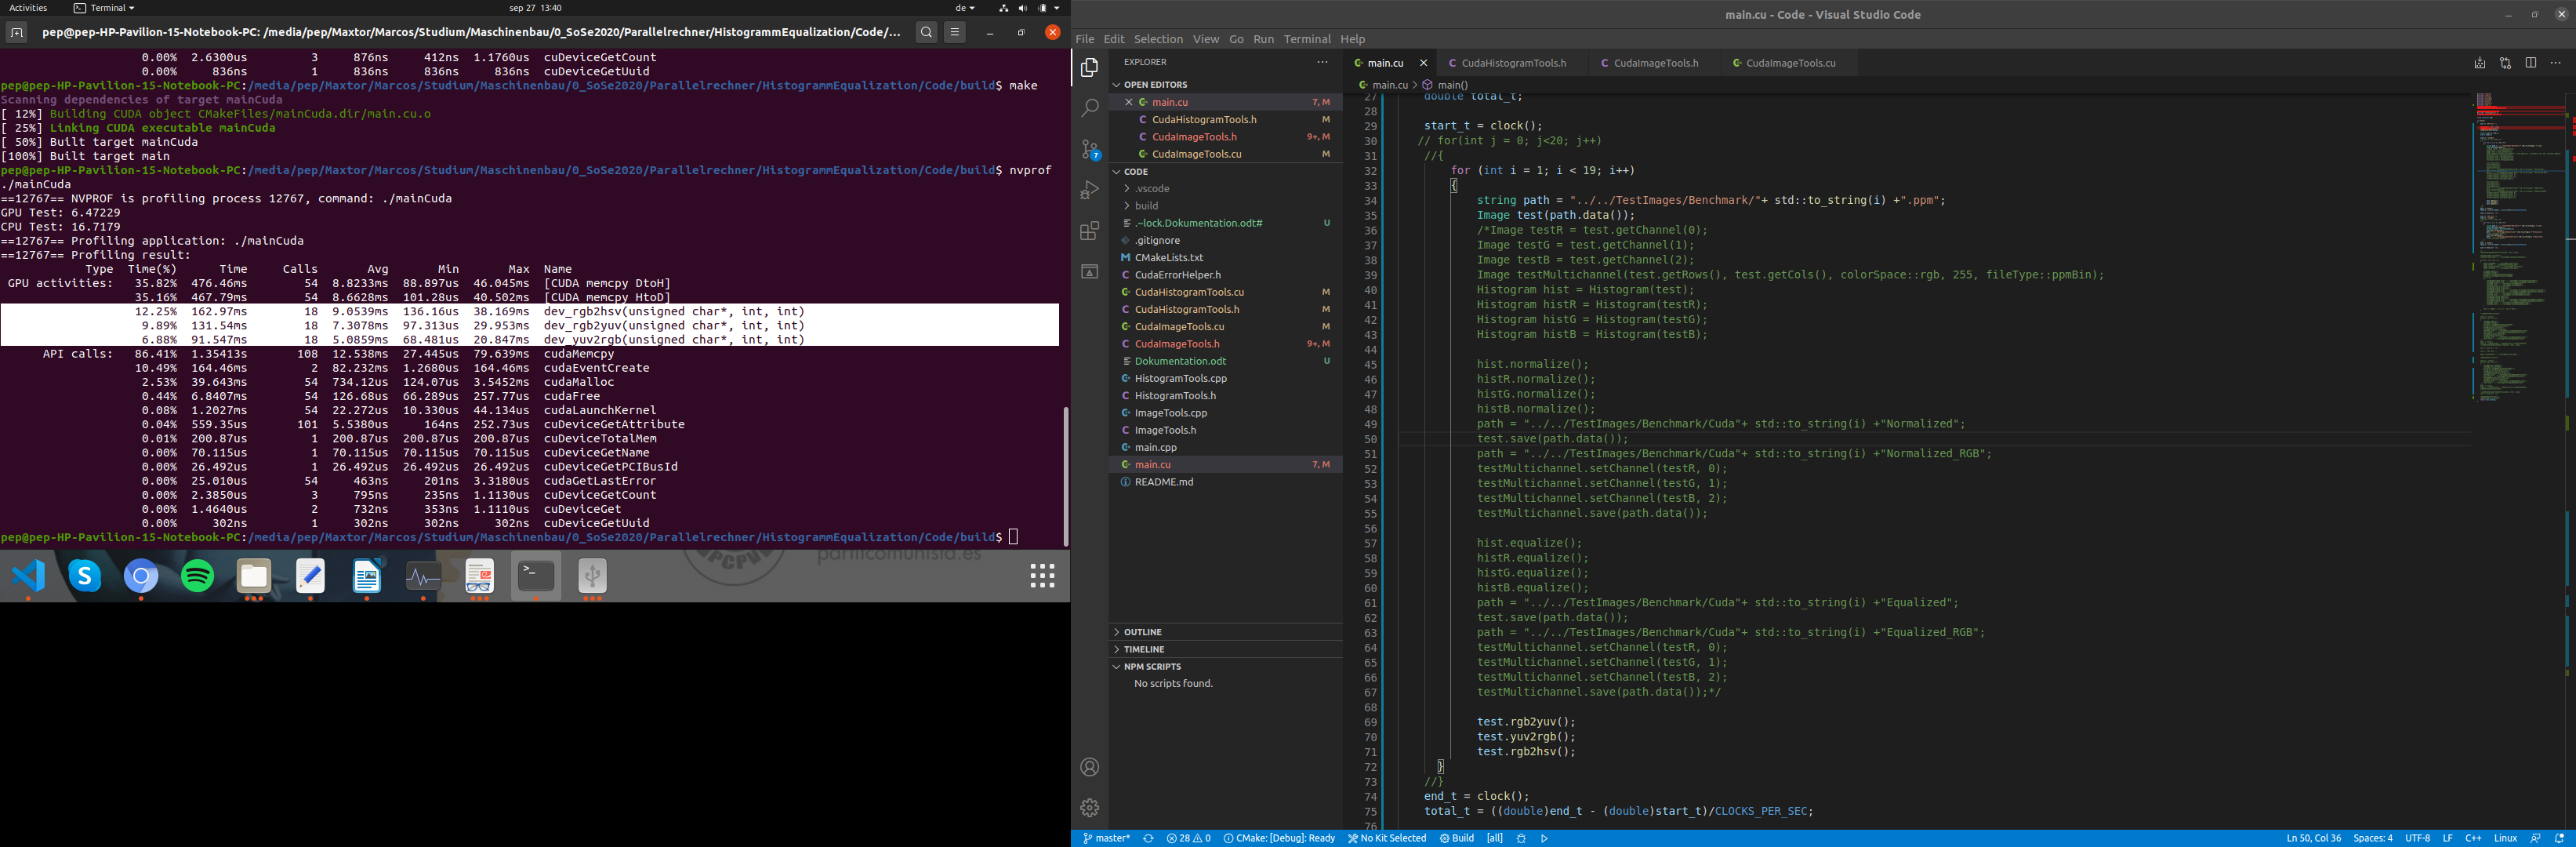 Activities
Terminal
sep 27 13:40
de
pep@pep-HP-Pavilion-15-Notebook-PC: /media/pep/Maxtor/Marcos/Studium/Maschinenbau/0_SoSe2020/Parallelrechner/HistogrammEqualization/Code/...
0.00% 2.6300us 3 876ns 412ns 1.1760us cuDeviceGetCount
0.00% 836ns 1 836ns 836ns 836ns cuDeviceGetUuid
pep@pep-HP-Pavilion-15-Notebook-PC:/media/pep/Maxtor/Marcos/Studium/Maschinenbau/0_SoSe2020/Parallelrechner/HistogrammEqualization/Code/build$ make
Scanning dependencies of target mainCuda
[ 12%] Building CUDA object CMakeFiles/mainCuda.dir/main.cu.o
[ 25%] Linking CUDA executable mainCuda
[ 50%] Built target mainCuda
[100%] Built target main
pep@pep-HP-Pavilion-15-Notebook-PC:/media/pep/Maxtor/Marcos/Studium/Maschinenbau/0_SoSe2020/Parallelrechner/HistogrammEqualization/Code/build$ nvprof
./mainCuda
==12767== NVPROF is profiling process 12767, command: ./mainCuda
GPU Test: 6.47229
CPU Test: 16.7179
==12767== Profiling application: ./mainCuda
==12767== Profiling result:
Type Time(%) Time Calls Avg Min Max Name
GPU activities: 35.82% 476.46ms 54 8.8233ms 88.897us 46.045ms [CUDA memcpy DtoH]
35.16% 467.79ms 54 8.6628ms 101.28us 40.502ms [CUDA memcpy HtoD]
12.25% 162.97ms 18 9.0539ms 136.16us 38.169ms dev_rgb2hsv(unsigned char*, int, int)
9.89% 131.54ms 18 7.3078ms 97.313us 29.953ms dev_rgb2yuv(unsigned char*, int, int)
6.88% 91.547ms 18 5.0859ms 68.481us 20.847ms dev_yuv2rgb(unsigned char*, int, int)
API calls: 86.41% 1.35413s 108 12.538ms 27.445us 79.639ms cudaMemcpy
10.49% 164.46ms 2 82.232ms 1.2680us 164.46ms cudaEventCreate
2.53% 39.643ms 54 734.12us 124.07us 3.5452ms cudaMalloc
0.44% 6.8407ms 54 126.68us 66.289us 257.77us cudaFree
0.08% 1.2027ms 54 22.272us 10.330us 44.134us cudaLaunchKernel
0.04% 559.35us 101 5.5380us 164ns 252.73us cuDeviceGetAttribute
0.01% 200.87us 1 200.87us 200.87us 200.87us cuDeviceTotalMem
0.00% 70.115us 1 70.115us 70.115us 70.115us cuDeviceGetName
0.00% 26.492us 1 26.492us 26.492us 26.492us cuDeviceGetPCIBusId
0.00% 25.010us 54 463ns 201ns 3.3180us cudaGetLastError
0.00% 2.3850us 3 795ns 235ns 1.1130us cuDeviceGetCount
0.00% 1.4640us 2 732ns 353ns 1.1110us cuDeviceGet
0.00% 302ns 1 302ns 302ns 302ns cuDeviceGetUuid
pep@pep-HP-Pavilion-15-Notebook-PC:/media/pep/Maxtor/Marcos/Studium/Maschinenbau/0_SoSe2020/Parallelrechner/HistogrammEqualization/Code/build$
main.cu - Code - Visual Studio Code
File Edit Selection View Go Run Terminal Help
EXPLORER
OPEN EDITORS
main.cu 7, M
CudaHistogramTools.h M
CudaImageTools.h 9+, M
CudaImageTools.cu M
CODE
.vscode
build
.~lock.Dokumentation.odt# U
.gitignore
CMakeLists.txt
CudaErrorHelper.h
CudaHistogramTools.cu M
CudaHistogramTools.h M
CudaImageTools.cu M
CudaImageTools.h 9+, M
Dokumentation.odt U
HistogramTools.cpp
HistogramTools.h
ImageTools.cpp
ImageTools.h
main.cpp
main.cu 7, M
README.md
OUTLINE
TIMELINE
NPM SCRIPTS
No scripts found.
main.cu CudaHistogramTools.h CudaImageTools.h CudaImageTools.cu
main.cu > main()
27 double total_t;
28
29 start_t = clock();
30 // for(int j = 0; j<20; j++)
31 //{
32 for (int i = 1; i < 19; i++)
33 {
34 string path = "../../TestImages/Benchmark/"+ std::to_string(i) +".ppm";
35 Image test(path.data());
36 /*Image testR = test.getChannel(0);
37 Image testG = test.getChannel(1);
38 Image testB = test.getChannel(2);
39 Image testMultichannel(test.getRows(), test.getCols(), colorSpace::rgb, 255, fileType::ppmBin);
40 Histogram hist = Histogram(test);
41 Histogram histR = Histogram(testR);
42 Histogram histG = Histogram(testG);
43 Histogram histB = Histogram(testB);
44
45 hist.normalize();
46 histR.normalize();
47 histG.normalize();
48 histB.normalize();
49 path = "../../TestImages/Benchmark/Cuda"+ std::to_string(i) +"Normalized";
50 test.save(path.data());
51 path = "../../TestImages/Benchmark/Cuda"+ std::to_string(i) +"Normalized_RGB";
52 testMultichannel.setChannel(testR, 0);
53 testMultichannel.setChannel(testG, 1);
54 testMultichannel.setChannel(testB, 2);
55 testMultichannel.save(path.data());
56
57 hist.equalize();
58 histR.equalize();
59 histG.equalize();
60 histB.equalize();
61 path = "../../TestImages/Benchmark/Cuda"+ std::to_string(i) +"Equalized";
62 test.save(path.data());
63 path = "../../TestImages/Benchmark/Cuda"+ std::to_string(i) +"Equalized_RGB";
64 testMultichannel.setChannel(testR, 0);
65 testMultichannel.setChannel(testG, 1);
66 testMultichannel.setChannel(testB, 2);
67 testMultichannel.save(path.data());*/
68
69 test.rgb2yuv();
70 test.yuv2rgb();
71 test.rgb2hsv();
72 }
73 //}
74 end_t = clock();
75 total_t = ((double)end_t - (double)start_t)/CLOCKS_PER_SEC;
76
master* 28 0 CMake: [Debug]: Ready No Kit Selected Build [all]
Ln 50, Col 36 Spaces: 4 UTF-8 LF C++ Linux